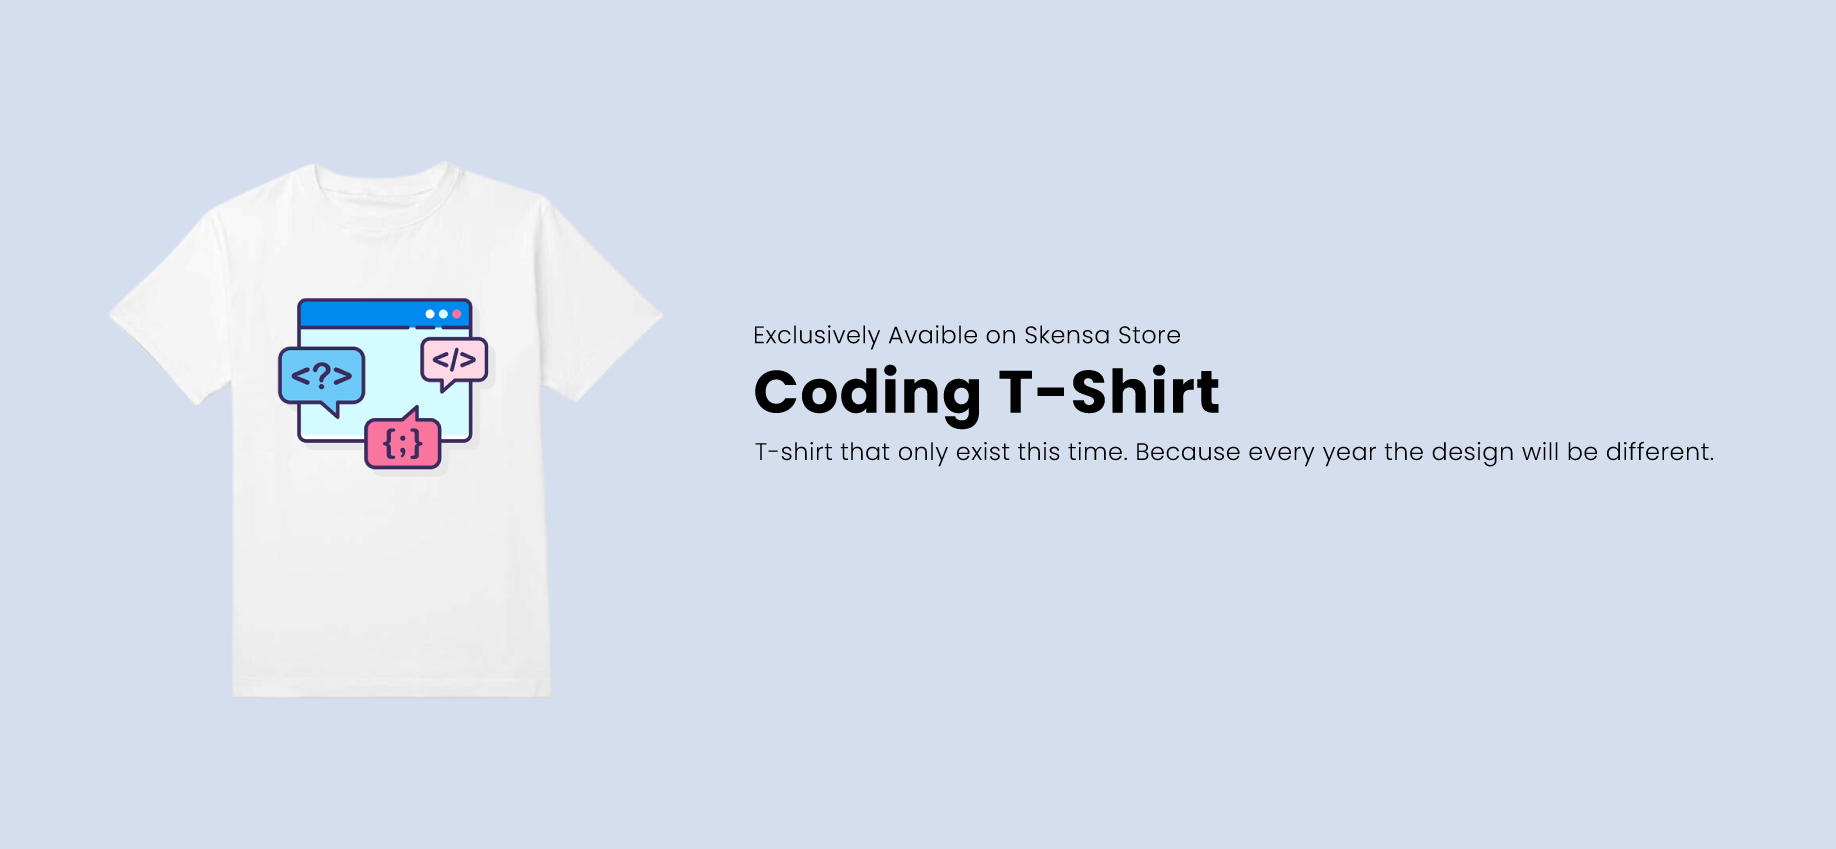 <?>
</>
{;}
Exclusively Avaible on Skensa Store
Coding T-Shirt
T-shirt that only exist this time. Because every year the design will be different.